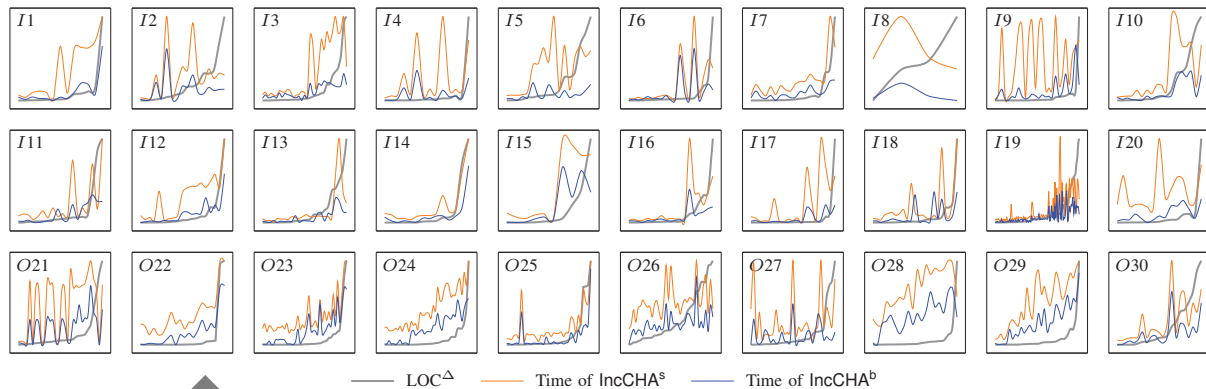 I1 I2 I3 I4 I5 I6 I7 I8 I9 I10
I11 I12 I13 I14 I15 I16 I17 I18 I19 I20
O21 O22 O23 O24 O25 O26 O27 O28 O29 O30
LOC^Δ Time of IncCHA^s Time of IncCHA^b